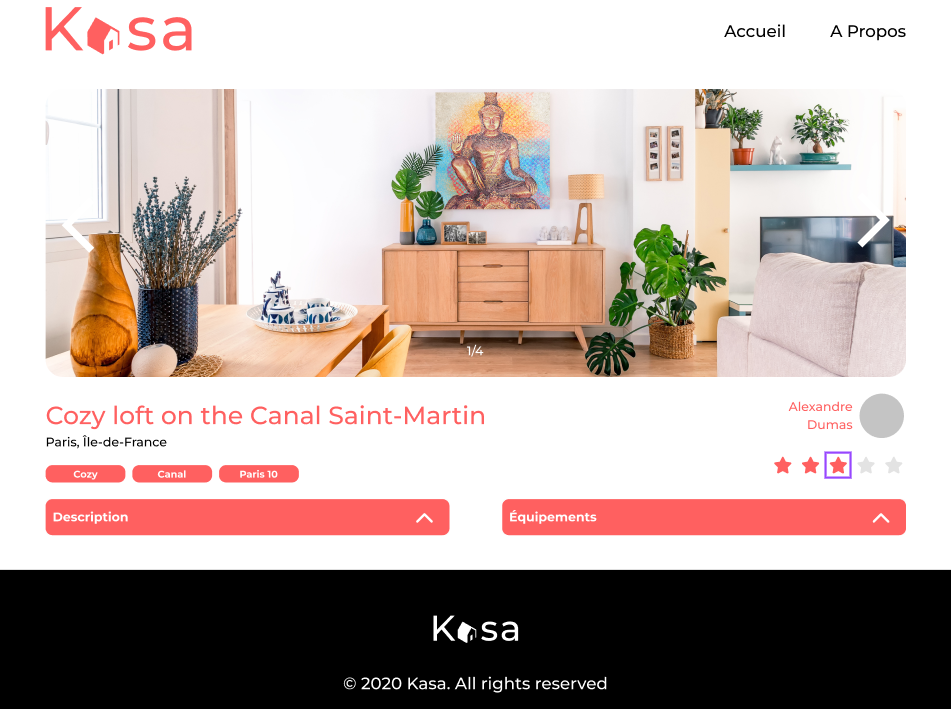 Kasa
Accueil
A Propos
1/4
Cozy loft on the Canal Saint-Martin
Paris, Île-de-France
Cozy
Canal
Paris 10
Alexandre
Dumas
Description
Équipements
Kasa
© 2020 Kasa. All rights reserved